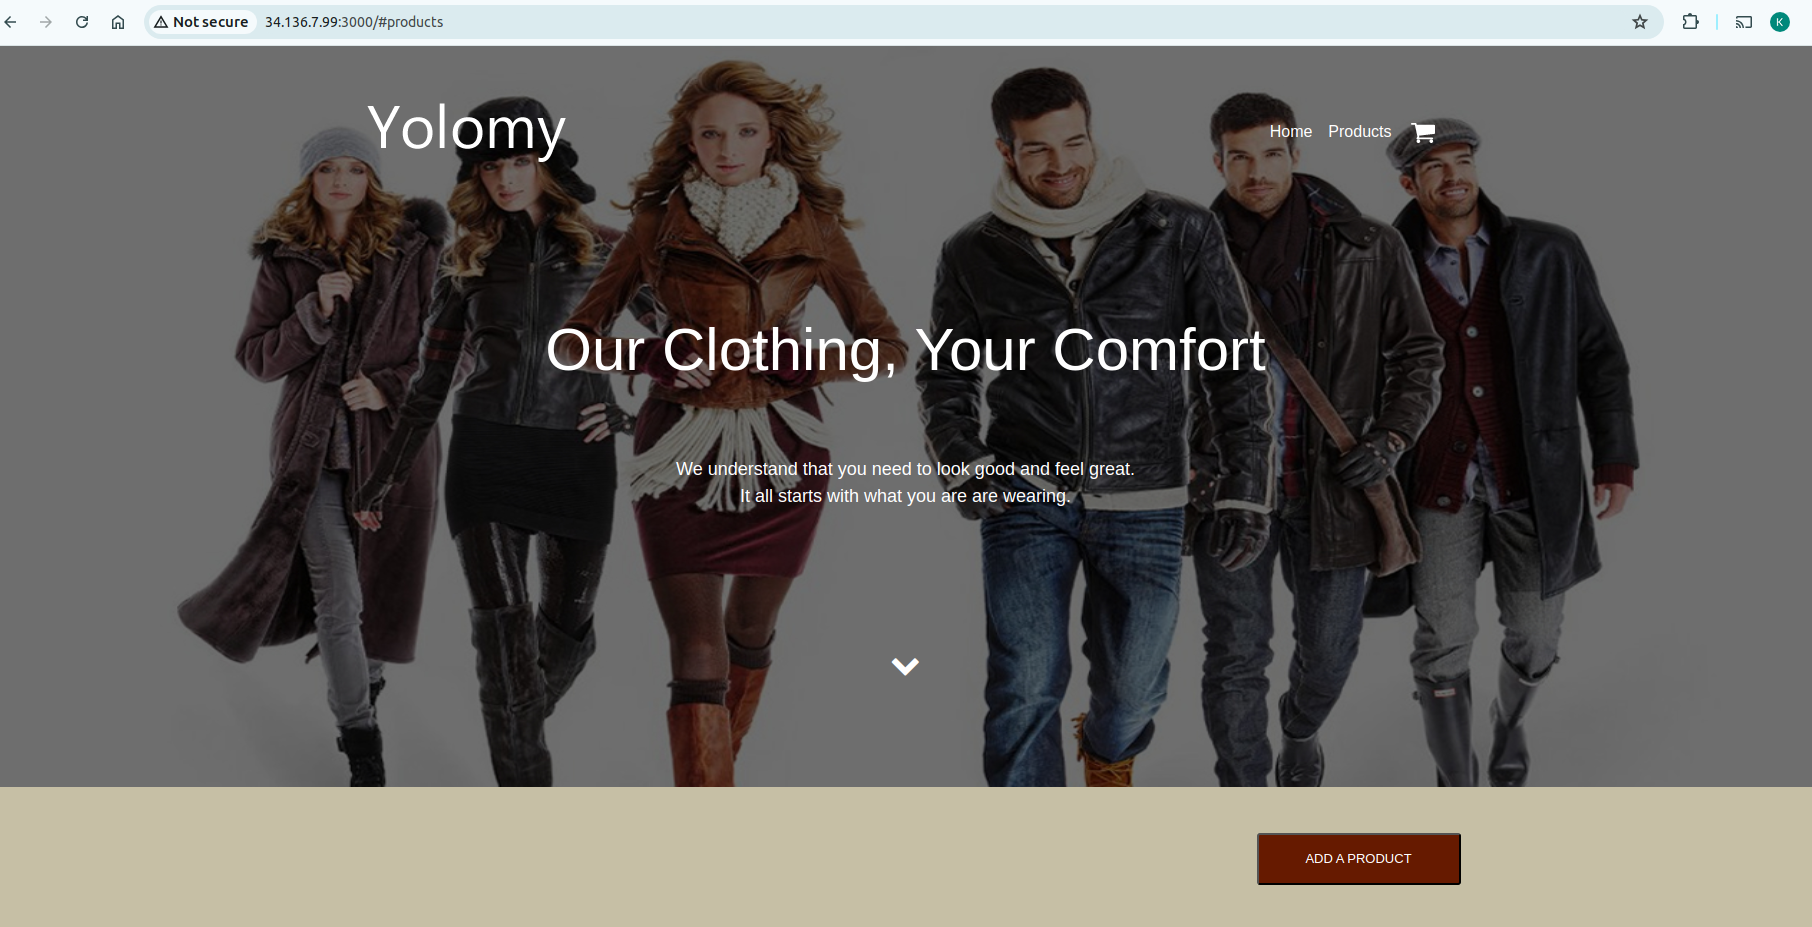 Not secure 34.136.7.99:3000/#products
K
Yolomy
Home Products
Our Clothing, Your Comfort
We understand that you need to look good and feel great.
It all starts with what you are are wearing.
ADD A PRODUCT